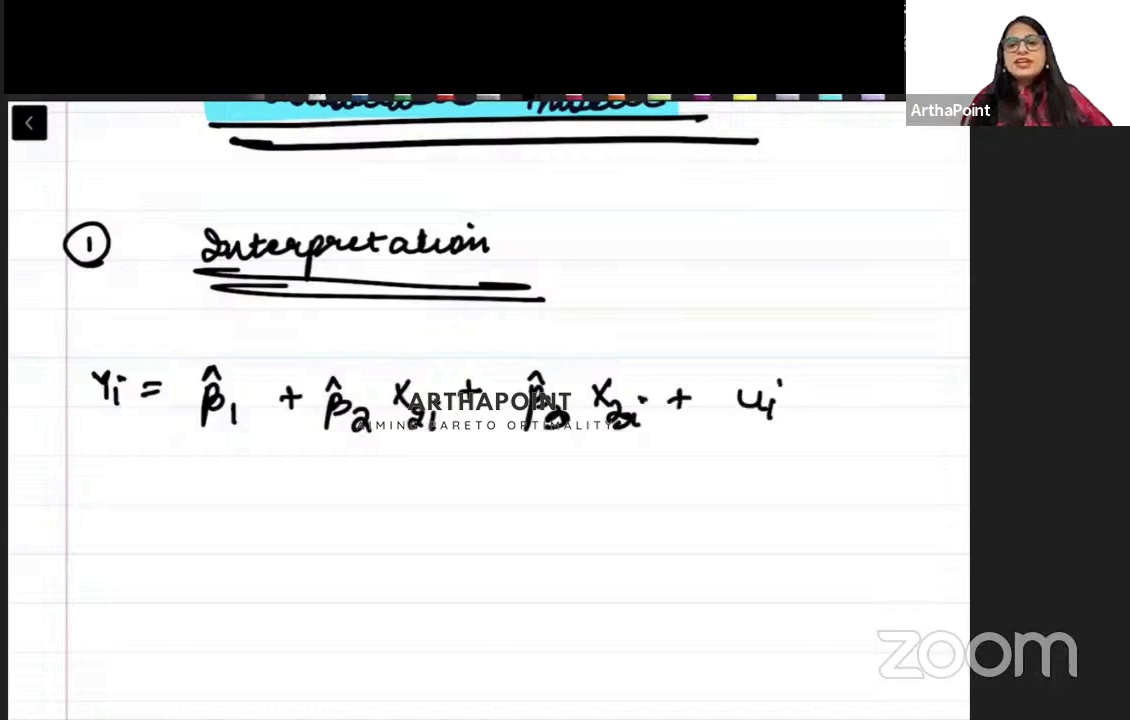 ArthaPoint
① Interpretation
Yi = β̂1 + β̂2 X2i + β̂3 X3i + ui
ARTHAPOINT
AIMING PARETO OPTIMALITY
zoom